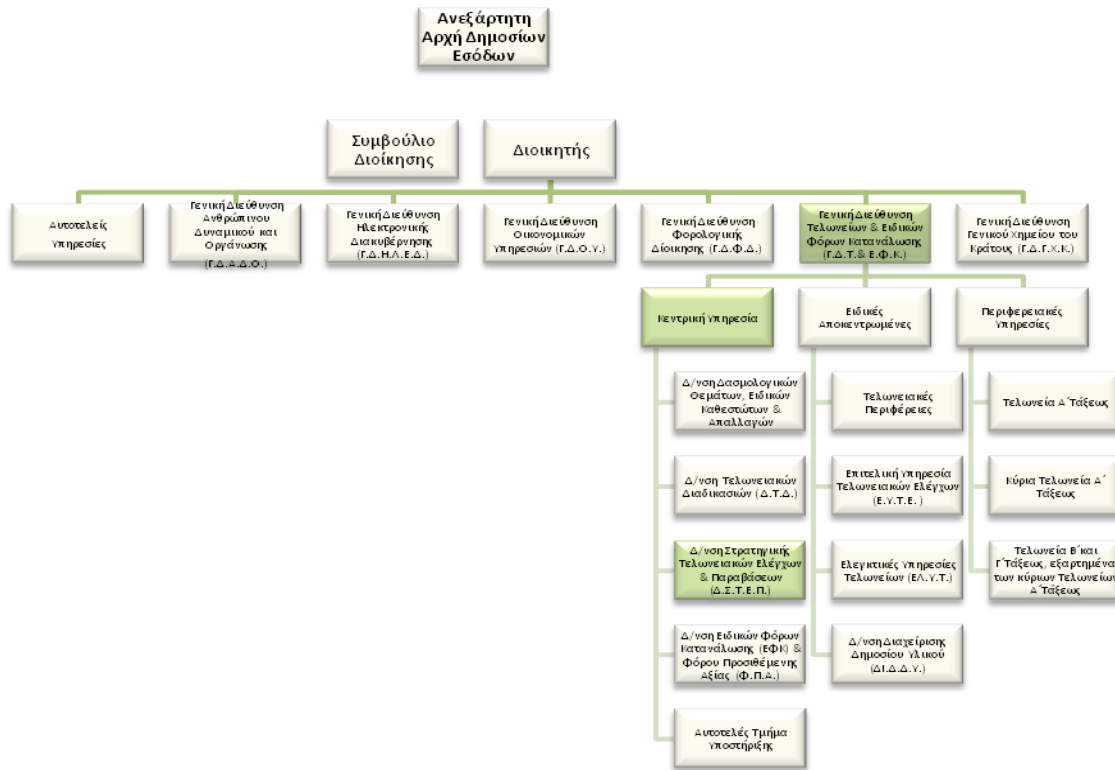 Ανεξάρτητη
Αρχή Δημοσίων
Εσόδων
Συμβούλιο
Διοίκησης
Διοικητής
Αυτοτελείς
Υπηρεσίες
Γενική Διεύθυνση
Ανθρώπινου
Δυναμικού και
Οργάνωσης
(Γ.Δ.Α.Δ.Ο.)
Γενική Διεύθυνση
Ηλεκτρονικής
Διακυβέρνησης
(Γ.Δ.Η.Λ.Ε.Δ.)
Γενική Διεύθυνση
Οικονομικών
Υπηρεσιών (Γ.Δ.Ο.Υ.)
Γενική Διεύθυνση
Φορολογικής
Δίοικησης (Γ.Δ.Φ.Δ.)
Γενική Διεύθυνση
Τελωνείων & Ειδικών
Φόρων Κατανάλωσης
(Γ.Δ.Τ.& Ε.Φ.Κ.)
Γενική Διεύθυνση
Γενικού Χημείου του
Κράτους (Γ.Δ.Γ.Χ.Κ.)
Κεντρική Υπηρεσία
Ειδικές
Αποκεντρωμένες
Περιφερειακές
Υπηρεσίες
Δ/νση Δασμολογικών
Θεμάτων, Ειδικών
Καθεστώτων &
Απαλλαγών
Τελωνειακές
Περιφέρειες
Τελωνεία Α΄Τάξεως
Δ/νση Τελωνειακών
Διαδικασιών (Δ.Τ.Δ.)
Επιτελική Υπηρεσία
Τελωνειακών Ελέγχων
(Ε.Υ.Τ.Ε. )
Κύρια Τελωνεία Α΄
Τάξεως
Δ/νση Στρατηγικής
Τελωνειακών Ελέγχων
& Παραβάσεων
(Δ.Σ.Τ.Ε.Π.)
Ελεγκτικές Υπηρεσίες
Τελωνείων (ΕΛ.Υ.Τ.)
Τελωνεία Β΄και
Γ΄Τάξεως, εξαρτημένα
των κύριων Τελωνείων
Α΄Τάξεως
Δ/νση Ειδικών Φόρων
Κατανάλωσης (ΕΦΚ) &
Φόρου Προσιθέμενης
Αξίας (Φ.Π.Α.)
Δ/νση Διαχείρισης
Δημοσίου Υλικού
(ΔΙ.Δ.Δ.Υ.)
Αυτοτελές Τμήμα
Υποστήριξης